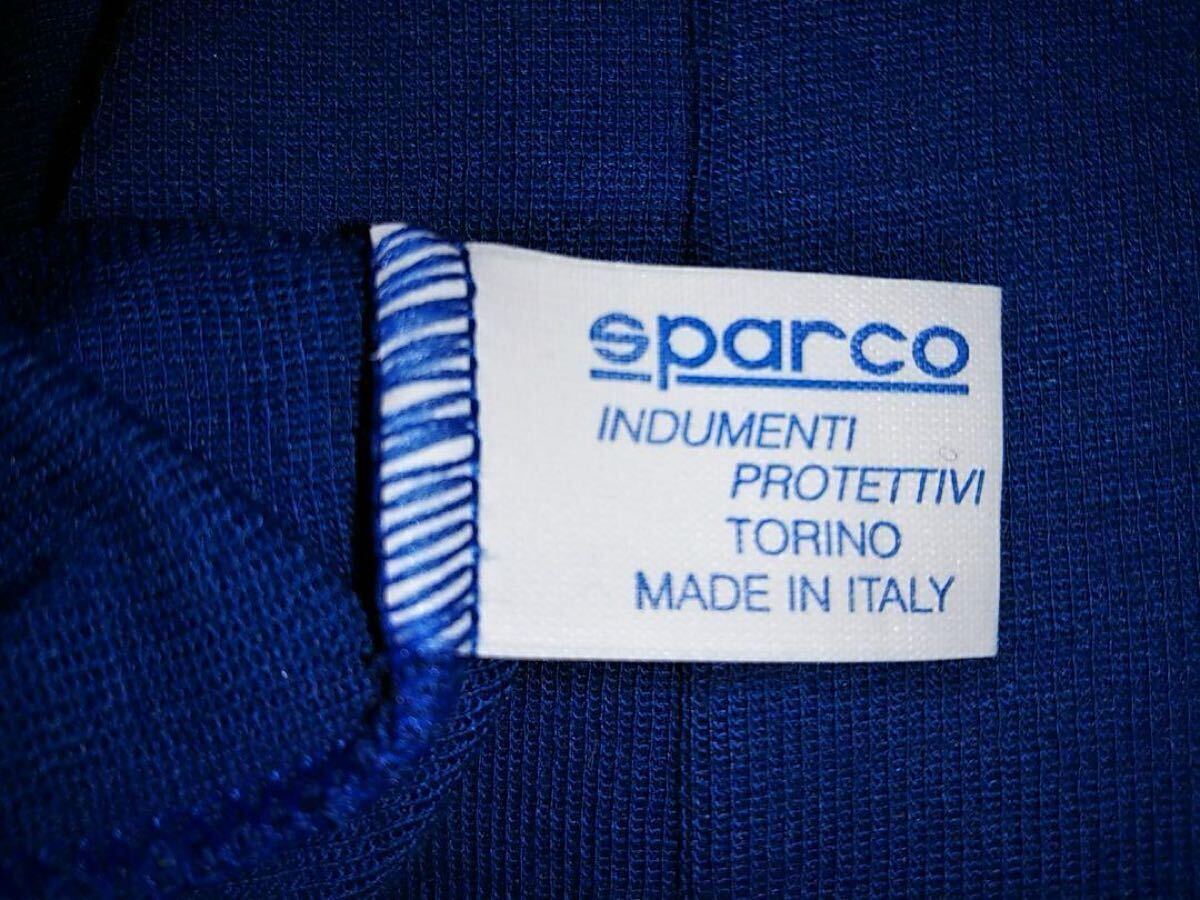 sparco
INDUMENTI
PROTETTIVI
TORINO
MADE IN ITALY